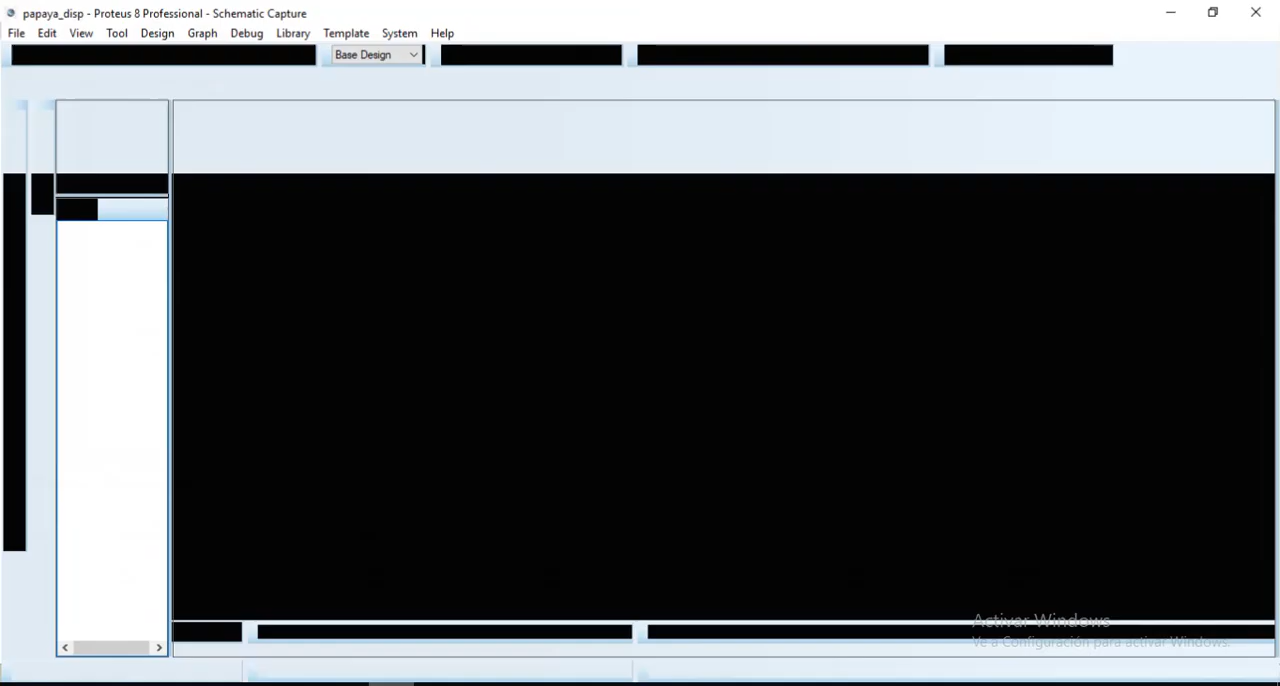 papaya_disp - Proteus 8 Professional - Schematic Capture
File Edit View Tool Design Graph Debug Library Template System Help
Base Design
Activar Windows
Ve a Configuración para activar Windows.